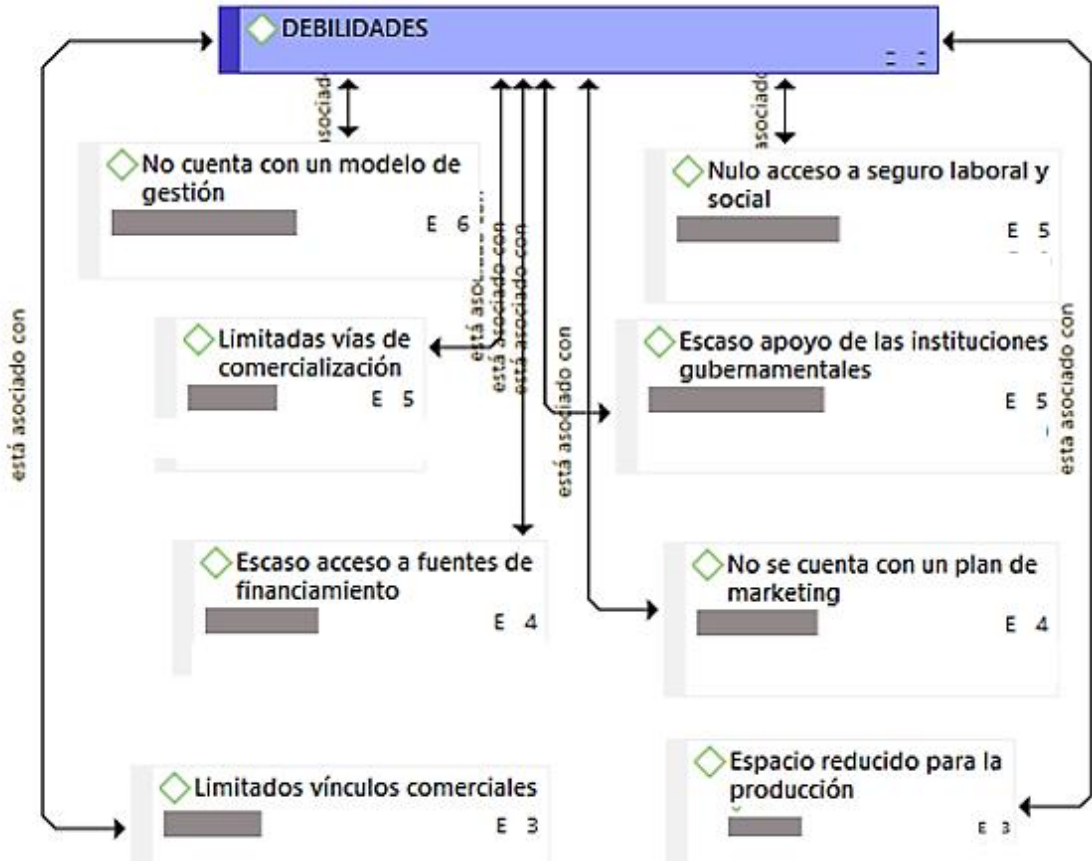 DEBILIDADES
asociado
asociado
No cuenta con un modelo de
gestión
E 6
Nulo acceso a seguro laboral y
social
E 5
Limitadas vías de
comercialización
E 5
Escaso apoyo de las instituciones
gubernamentales
E 5
está asociado con
está asociado con
está asociado con
está asociado con
está asociado con
está asociado con
Escaso acceso a fuentes de
financiamiento
E 4
No se cuenta con un plan de
marketing
E 4
Limitados vínculos comerciales
E 3
Espacio reducido para la
producción
E 3